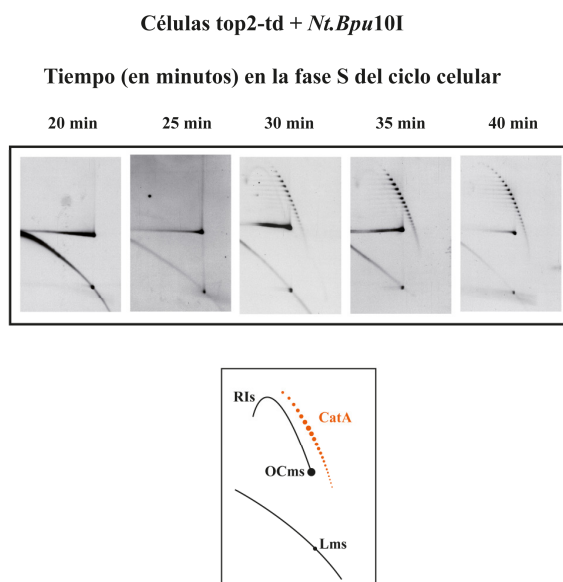 Células top2-td + Nt.Bpu10I
Tiempo (en minutos) en la fase S del ciclo celular
20 min 25 min 30 min 35 min 40 min
RIs
CatA
OCms
Lms